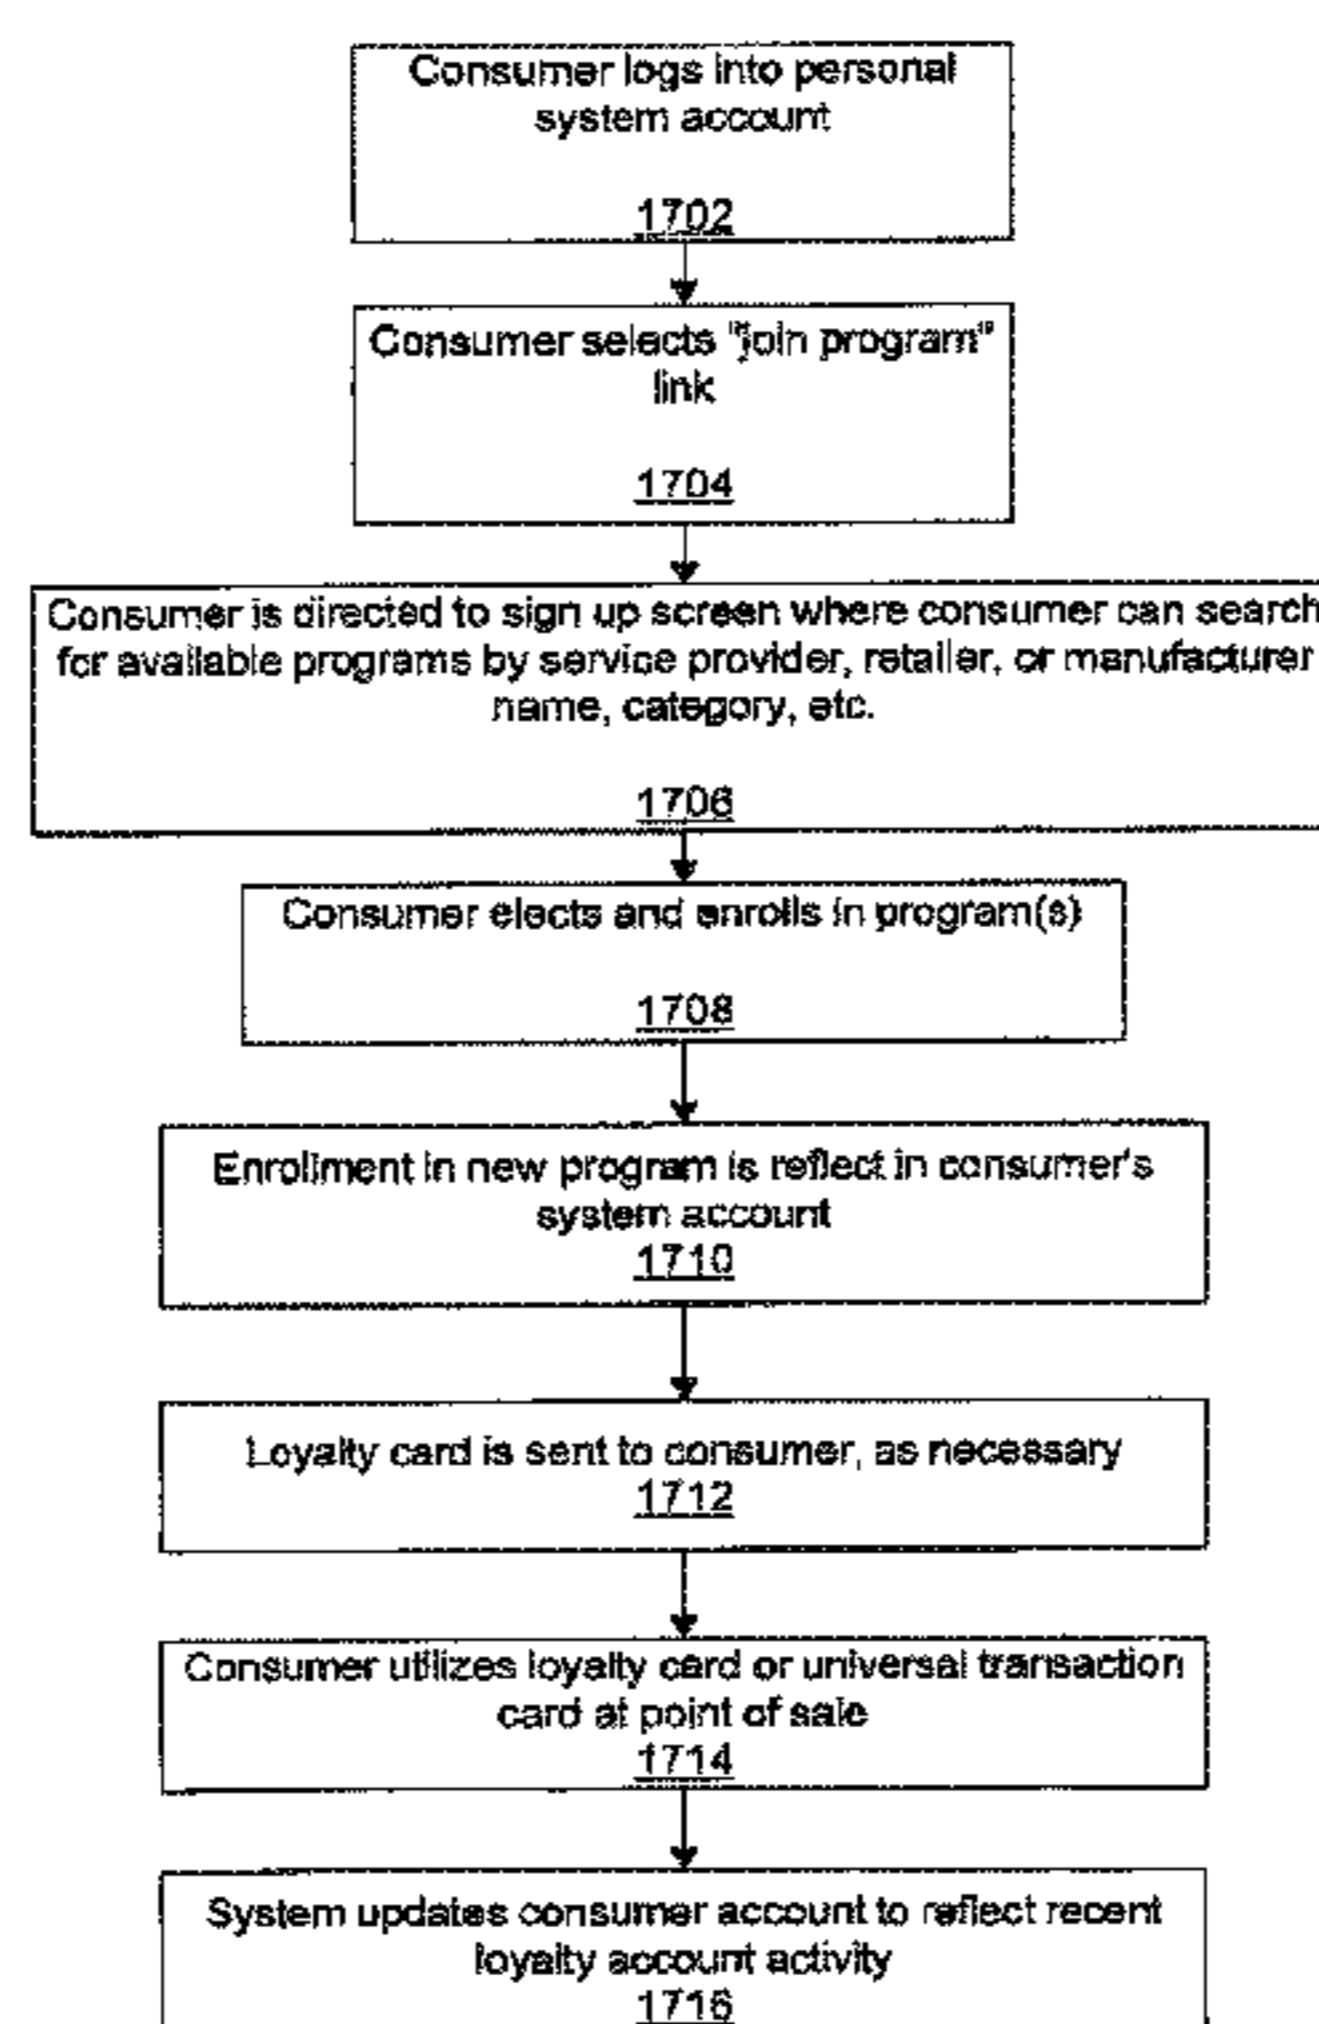 Consumer logs into personal
system account
1702
Consumer selects "join program"
link
1704
Consumer is directed to sign up screen where consumer can search
for available programs by service provider, retailer, or manufacturer
name, category, etc.
1706
Consumer elects and enrolls in program(s)
1708
Enrollment in new program is reflect in consumer's
system account
1710
Loyalty card is sent to consumer, as necessary
1712
Consumer utilizes loyalty card or universal transaction
card at point of sale
1714
System updates consumer account to reflect recent
loyalty account activity
1716